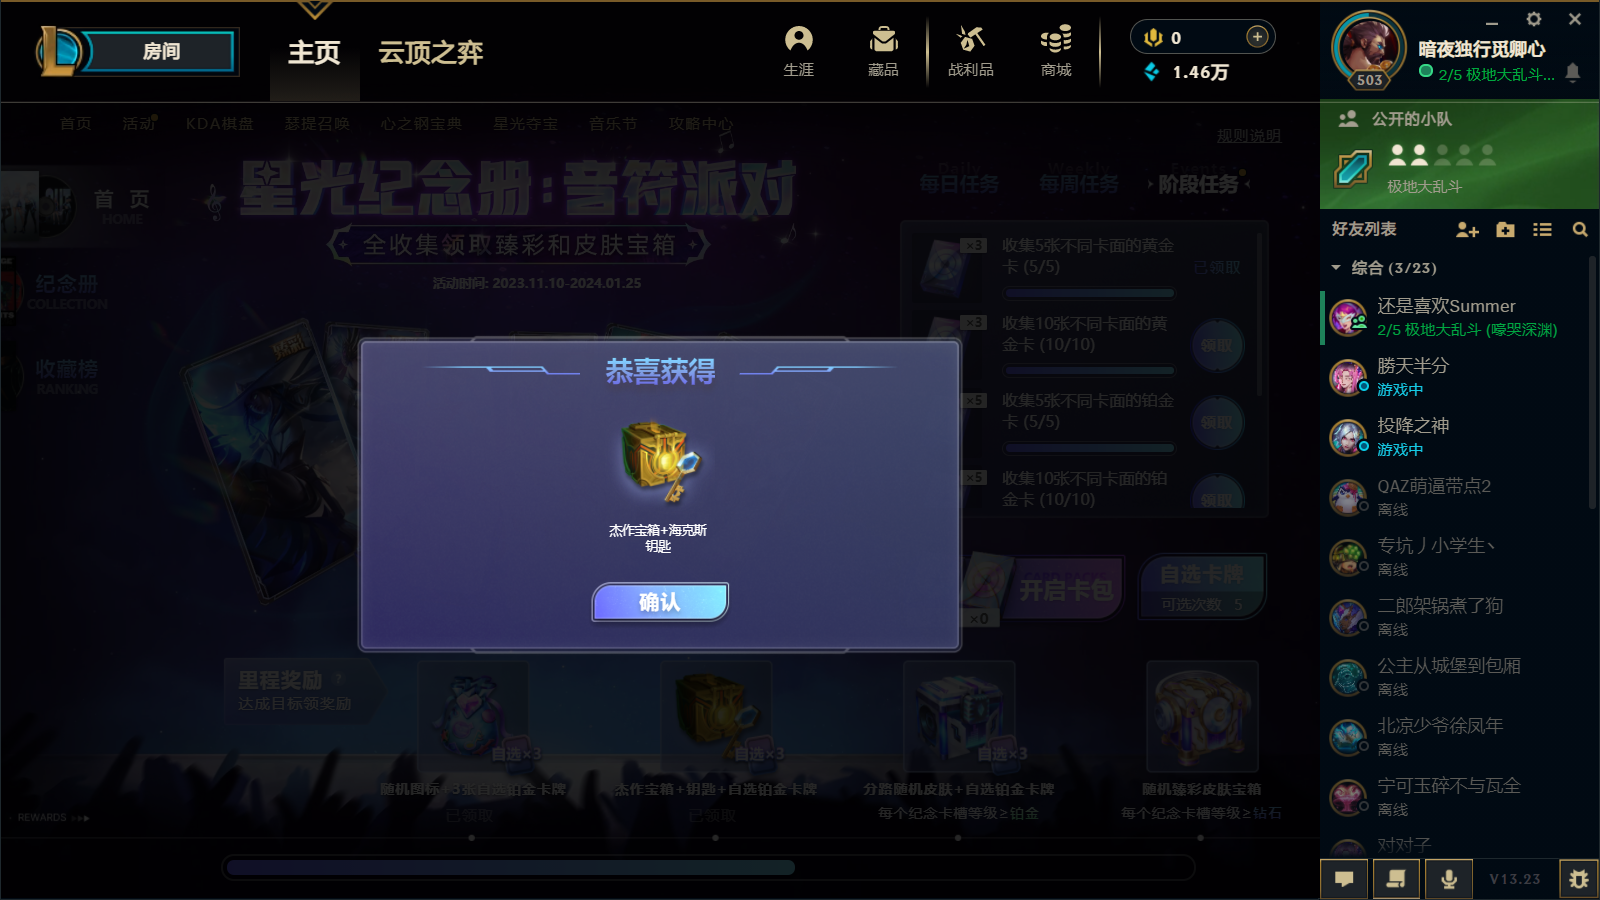 房间
主页
云顶之弈
生涯
藏品
战利品
商城
0
1.46万
503
暗夜独行觅卿心
2/5 极地大乱斗...
首页
活动
KDA棋盘
瑟提召唤
心之钢宝典
星光夺宝
音乐节
攻略中心
规则说明
首 页
HOME
纪念册
COLLECTION
收藏榜
RANKING
星光纪念册:音符派对
全收集领取臻彩和皮肤宝箱
活动时间: 2023.11.10-2024.01.25
Daily
每日任务
Weekly
每周任务
Events
阶段任务
×3
收集5张不同卡面的黄金
卡 (5/5)
已领取
×3
收集10张不同卡面的黄
金卡 (10/10)
领取
×5
收集5张不同卡面的铂金
卡 (5/5)
领取
×5
收集10张不同卡面的铂
金卡 (10/10)
领取
恭喜获得
杰作宝箱+海克斯
钥匙
确认
×0
开启卡包
自选卡牌
可选次数 5
里程奖励 ?
达成目标领奖励
自选×3
自选×3
自选×3
随机图标+3张自选铂金卡牌
已领取
杰作宝箱+钥匙+自选铂金卡牌
已领取
分路随机皮肤+自选铂金卡牌
每个纪念卡槽等级≥铂金
随机臻彩皮肤宝箱
每个纪念卡槽等级≥钻石
REWARDS
公开的小队
极地大乱斗
好友列表
综合 (3/23)
还是喜欢Summer
2/5 极地大乱斗 (嚎哭深渊)
勝天半分
游戏中
投降之神
游戏中
QAZ萌逼带点2
离线
专坑丿小学生丶
离线
二郎架锅煮了狗
离线
公主从城堡到包厢
离线
北凉少爷徐凤年
离线
宁可玉碎不与瓦全
离线
对对子
V13.23